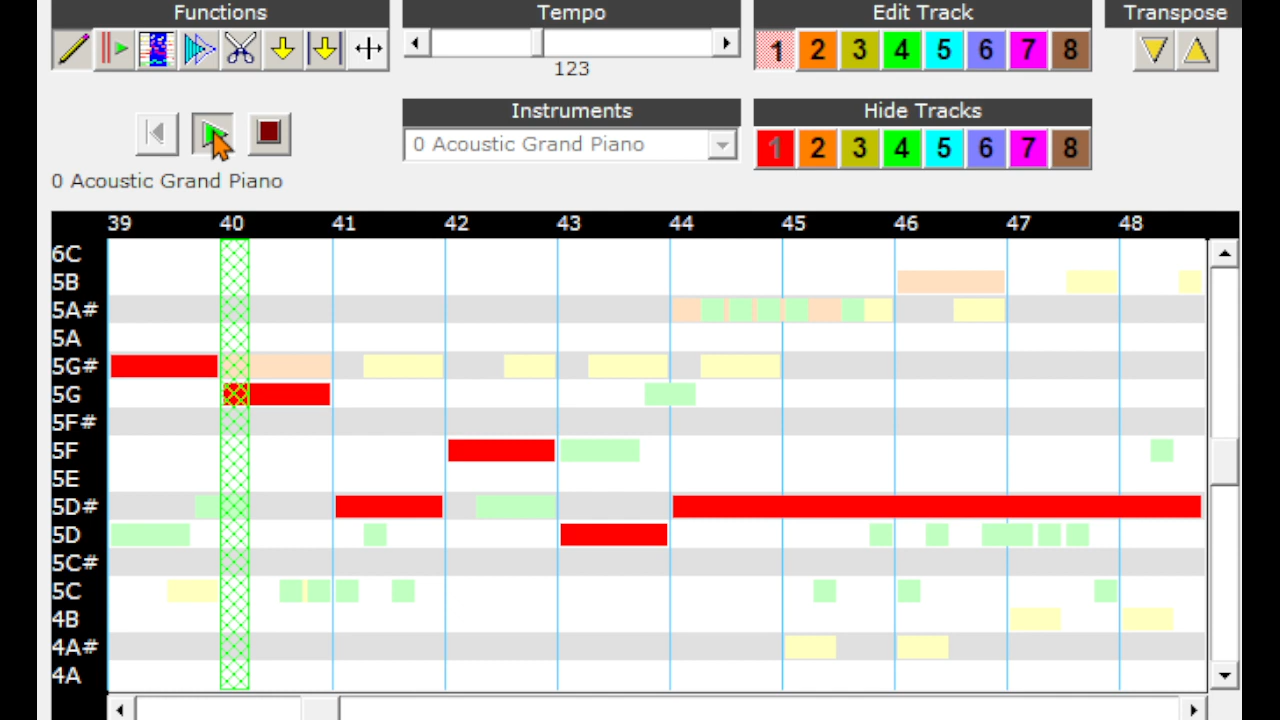 Functions Tempo Edit Track Transpose
1 2 3 4 5 6 7 8
123
Instruments Hide Tracks
0 Acoustic Grand Piano 1 2 3 4 5 6 7 8
0 Acoustic Grand Piano
39 40 41 42 43 44 45 46 47 48
6C
5B
5A#
5A
5G#
5G
5F#
5F
5E
5D#
5D
5C#
5C
4B
4A#
4A